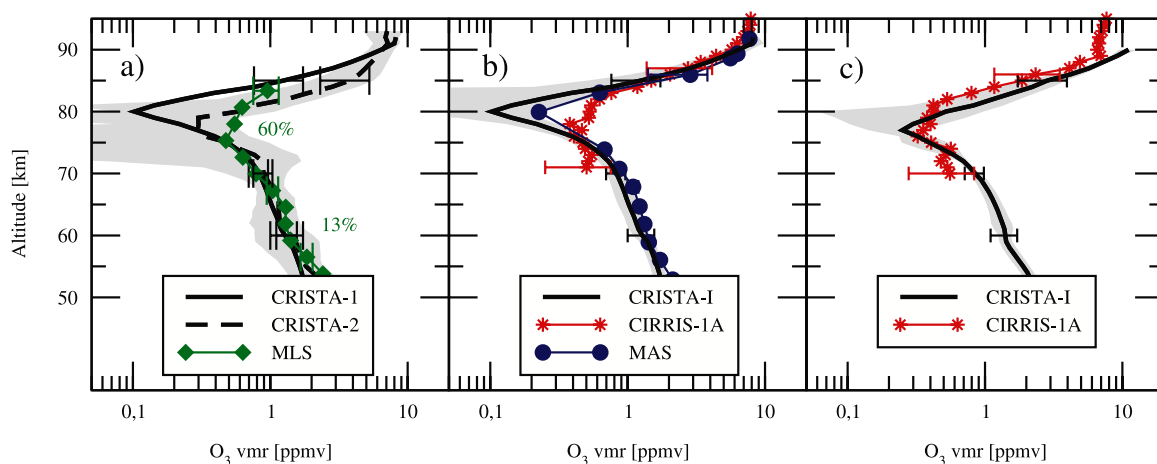 a)
b)
c)
90
80
70
60
50
Altitude [km]
60%
13%
CRISTA-1
CRISTA-2
MLS
CRISTA-I
CIRRIS-1A
MAS
CRISTA-I
CIRRIS-1A
0,1 1 10 0,1 1 10 0,1 1 10
O₃ vmr [ppmv] O₃ vmr [ppmv] O₃ vmr [ppmv]